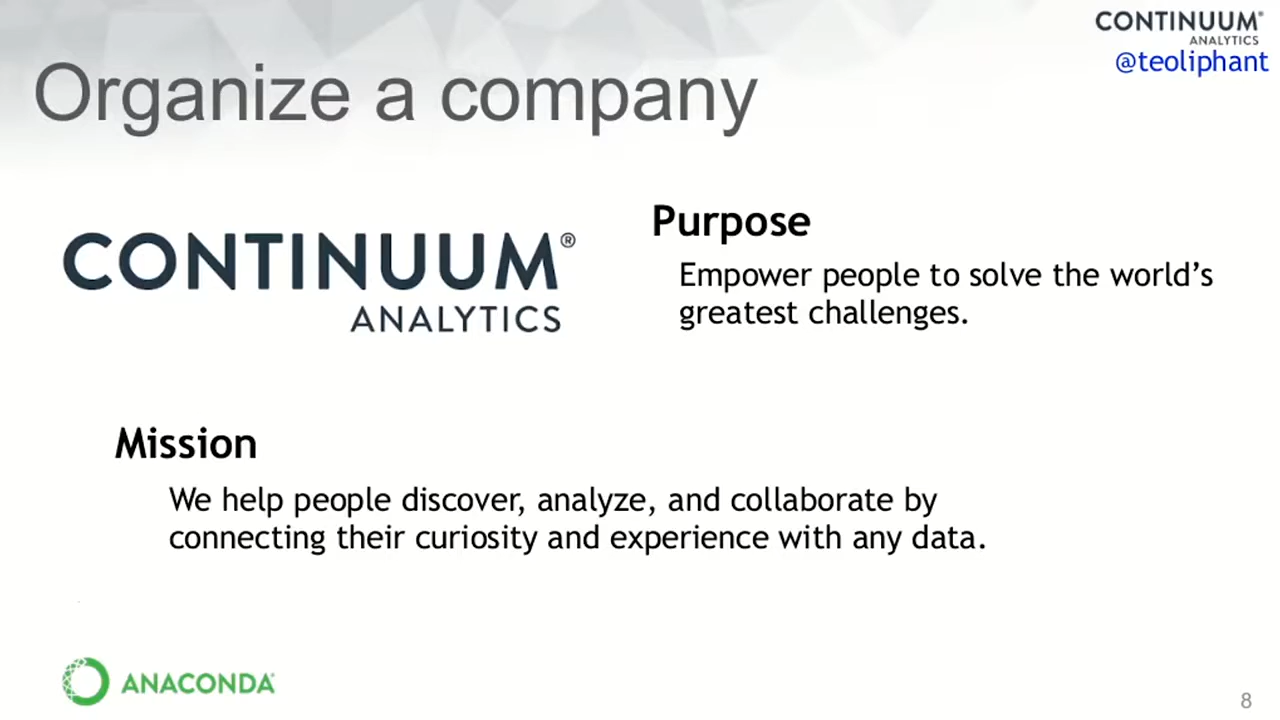 CONTINUUM®
ANALYTICS
@teoliphant
Organize a company
CONTINUUM®
ANALYTICS
Purpose
Empower people to solve the world’s
greatest challenges.
Mission
We help people discover, analyze, and collaborate by
connecting their curiosity and experience with any data.
ANACONDA
8